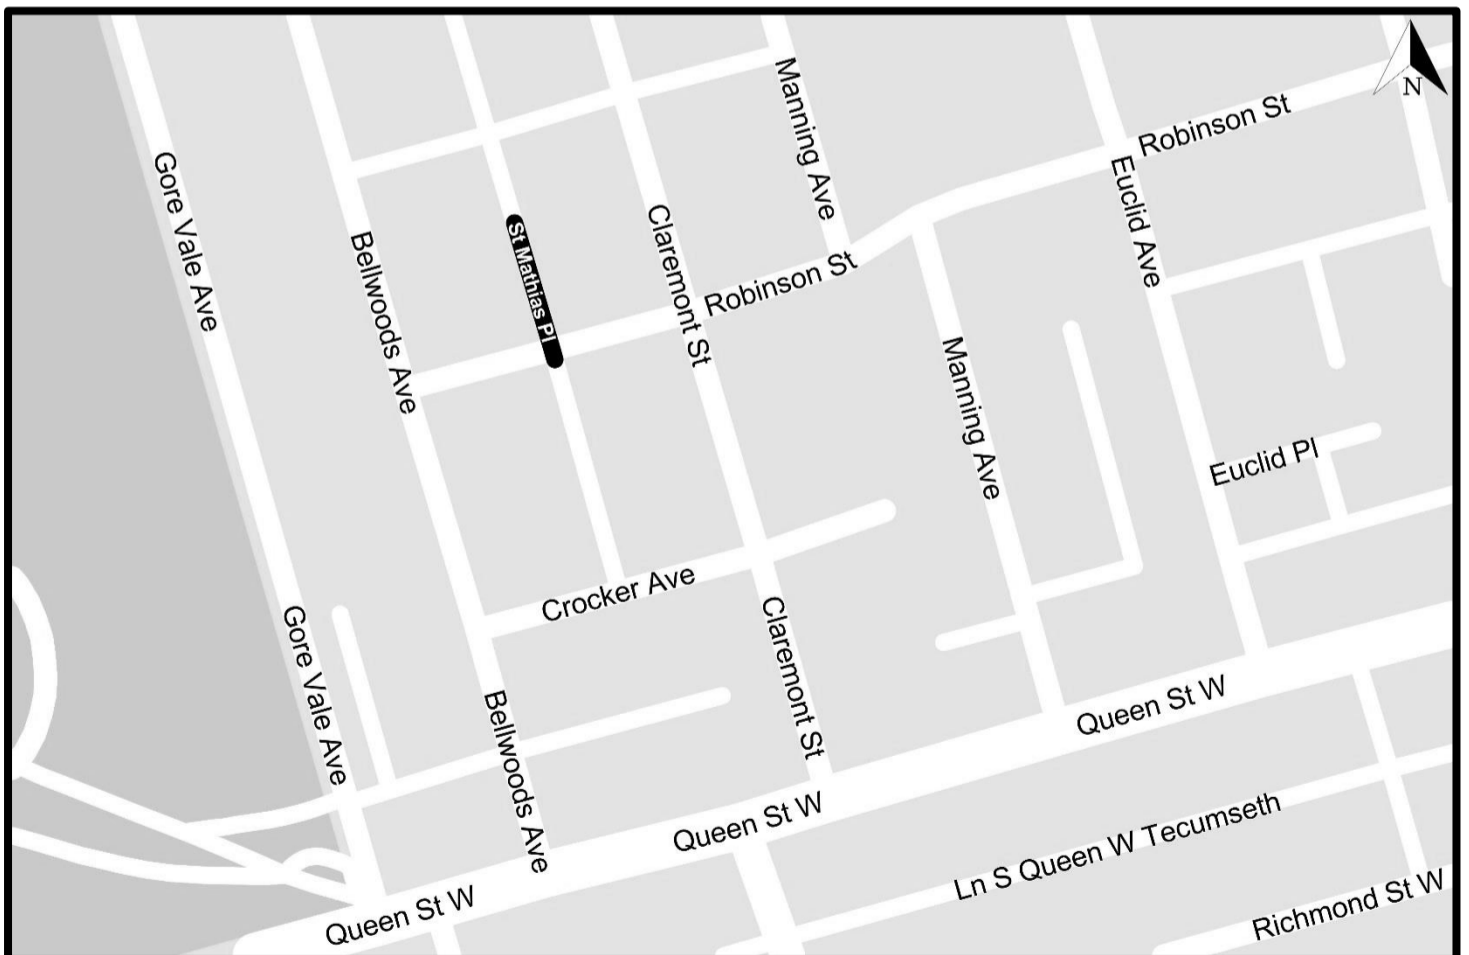 N
Manning Ave
Robinson St
Gore Vale Ave
Euclid Ave
Claremont St
St Mathias Pl
Bellwoods Ave
Robinson St
Manning Ave
Euclid Pl
Crocker Ave
Gore Vale Ave
Claremont St
Bellwoods Ave
Queen St W
Queen St W
Ln S Queen W Tecumseth
Queen St W
Richmond St W